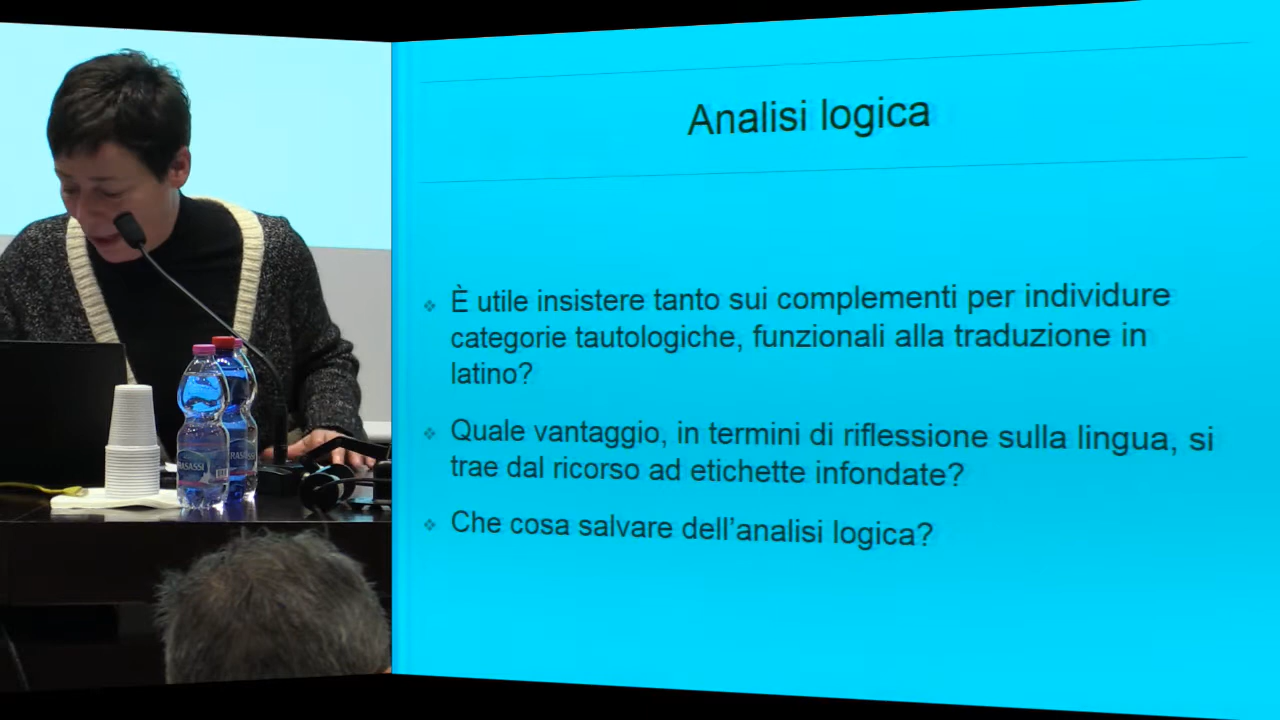 Analisi logica
È utile insistere tanto sui complementi per individure
categorie tautologiche, funzionali alla traduzione in
latino?
Quale vantaggio, in termini di riflessione sulla lingua, si
trae dal ricorso ad etichette infondate?
Che cosa salvare dell'analisi logica?